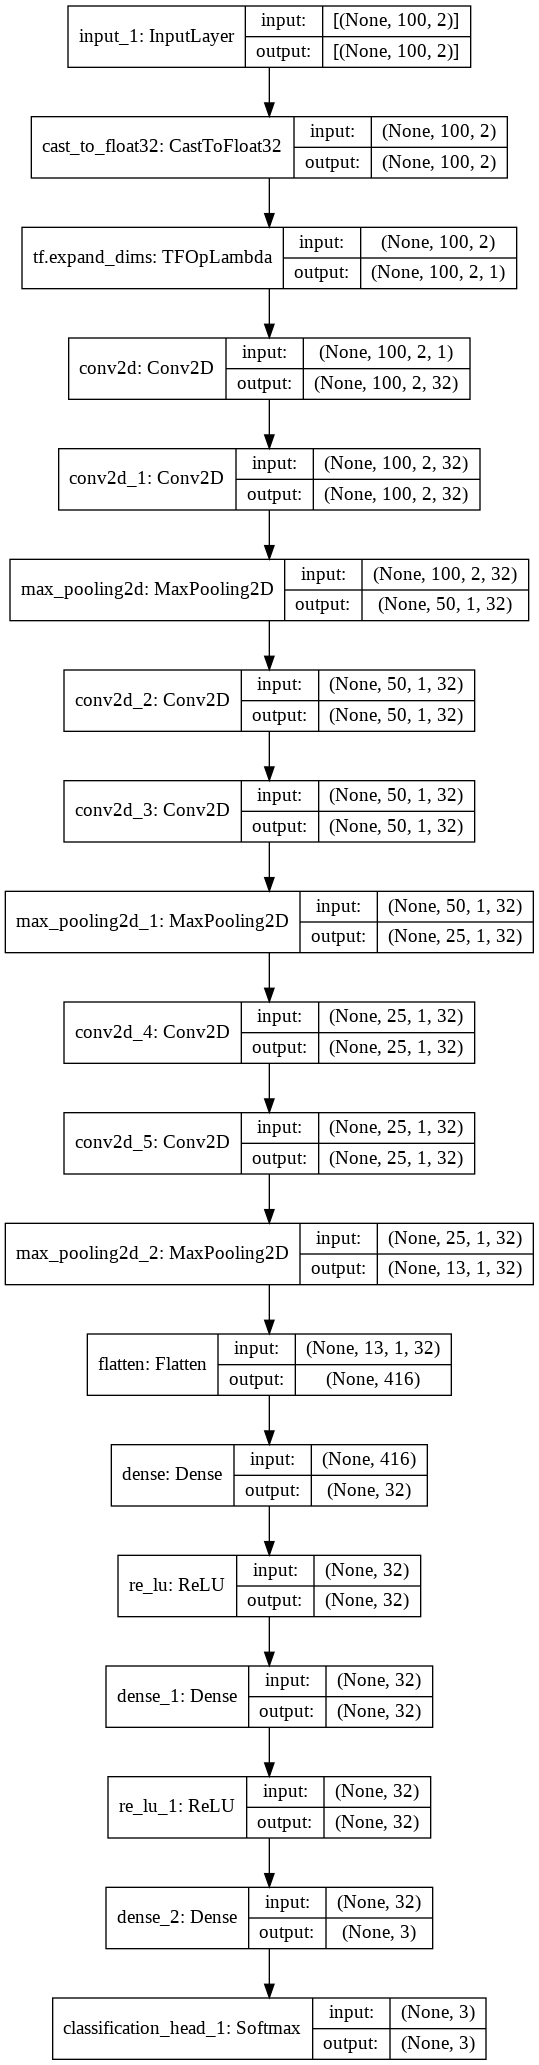 input_1: InputLayer
input:
[(None, 100, 2)]
output:
[(None, 100, 2)]
cast_to_float32: CastToFloat32
input:
(None, 100, 2)
output:
(None, 100, 2)
tf.expand_dims: TFOpLambda
input:
(None, 100, 2)
output:
(None, 100, 2, 1)
conv2d: Conv2D
input:
(None, 100, 2, 1)
output:
(None, 100, 2, 32)
conv2d_1: Conv2D
input:
(None, 100, 2, 32)
output:
(None, 100, 2, 32)
max_pooling2d: MaxPooling2D
input:
(None, 100, 2, 32)
output:
(None, 50, 1, 32)
conv2d_2: Conv2D
input:
(None, 50, 1, 32)
output:
(None, 50, 1, 32)
conv2d_3: Conv2D
input:
(None, 50, 1, 32)
output:
(None, 50, 1, 32)
max_pooling2d_1: MaxPooling2D
input:
(None, 50, 1, 32)
output:
(None, 25, 1, 32)
conv2d_4: Conv2D
input:
(None, 25, 1, 32)
output:
(None, 25, 1, 32)
conv2d_5: Conv2D
input:
(None, 25, 1, 32)
output:
(None, 25, 1, 32)
max_pooling2d_2: MaxPooling2D
input:
(None, 25, 1, 32)
output:
(None, 13, 1, 32)
flatten: Flatten
input:
(None, 13, 1, 32)
output:
(None, 416)
dense: Dense
input:
(None, 416)
output:
(None, 32)
re_lu: ReLU
input:
(None, 32)
output:
(None, 32)
dense_1: Dense
input:
(None, 32)
output:
(None, 32)
re_lu_1: ReLU
input:
(None, 32)
output:
(None, 32)
dense_2: Dense
input:
(None, 32)
output:
(None, 3)
classification_head_1: Softmax
input:
(None, 3)
output:
(None, 3)